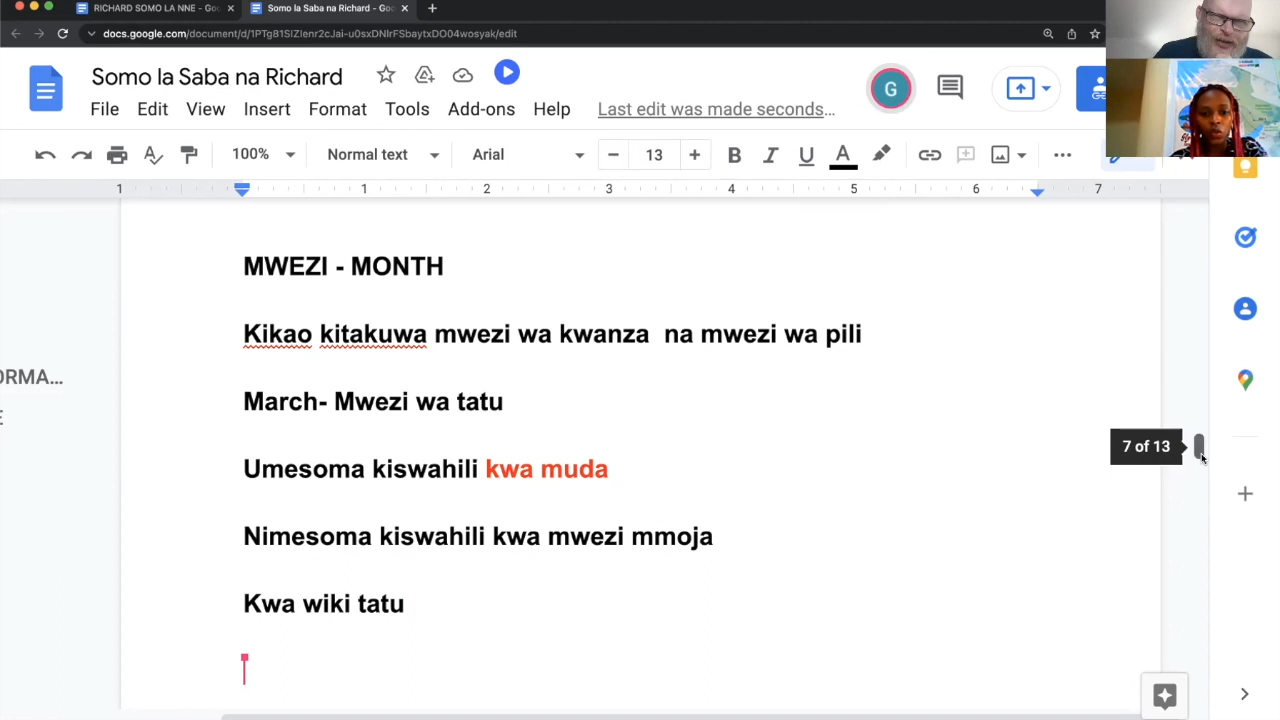 RICHARD SOMO LA NNE - Goo
Somo la Saba na Richard - Goo
docs.google.com/document/d/1PTgB1SIZlenr2cJai-u0sxDNlrFSbaytxDO04wosyak/edit
Somo la Saba na Richard
G
File Edit View Insert Format Tools Add-ons Help Last edit was made seconds...
100% Normal text Arial 13 B I U A
1 1 2 3 4 5 6 7
MWEZI - MONTH
Kikao kitakuwa mwezi wa kwanza na mwezi wa pili
ORMA...
March- Mwezi wa tatu
E
7 of 13
Umesoma kiswahili kwa muda
Nimesoma kiswahili kwa mwezi mmoja
Kwa wiki tatu